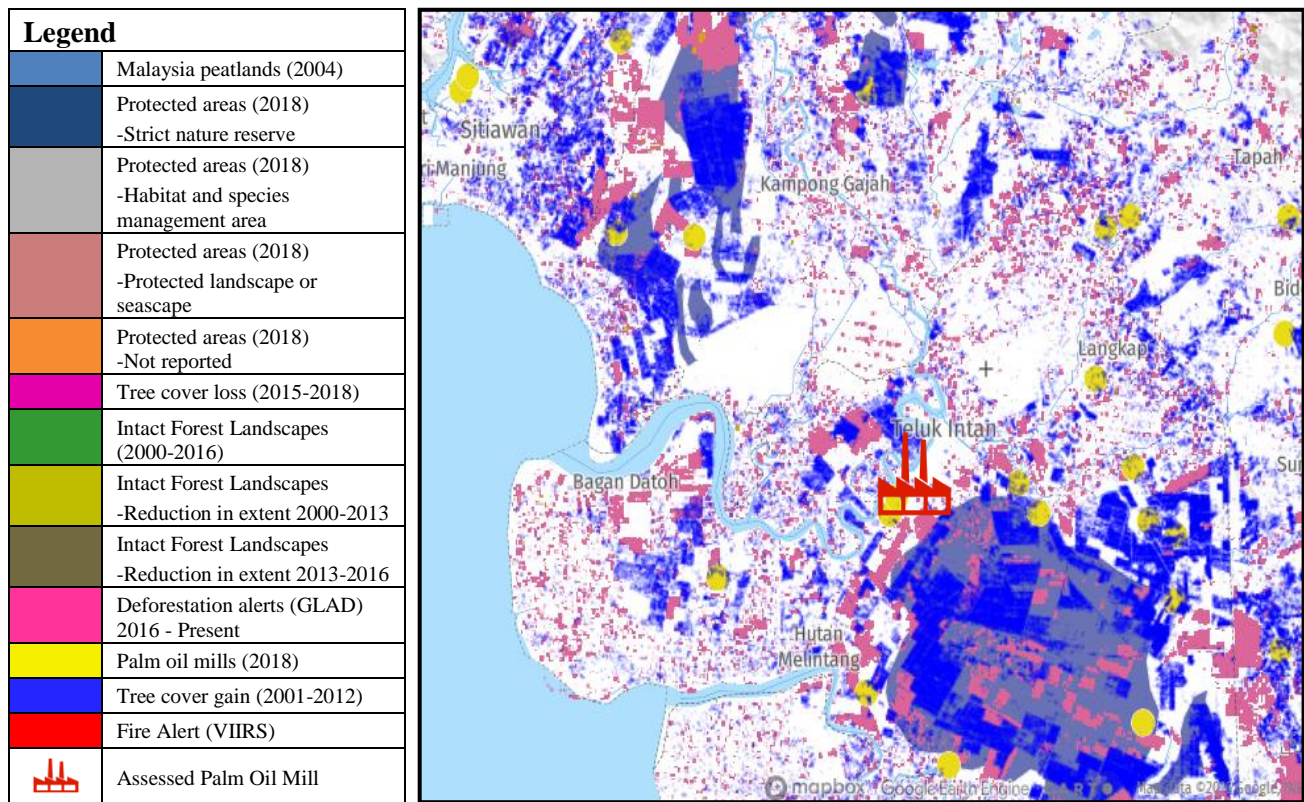 Legend
Malaysia peatlands (2004)
Protected areas (2018)
-Strict nature reserve
Protected areas (2018)
-Habitat and species
management area
Protected areas (2018)
-Protected landscape or
seascape
Protected areas (2018)
-Not reported
Tree cover loss (2015-2018)
Intact Forest Landscapes
(2000-2016)
Intact Forest Landscapes
-Reduction in extent 2000-2013
Intact Forest Landscapes
-Reduction in extent 2013-2016
Deforestation alerts (GLAD)
2016 - Present
Palm oil mills (2018)
Tree cover gain (2001-2012)
Fire Alert (VIIRS)
Assessed Palm Oil Mill
Sitiawan
ri Manjung
Kampong Gajah
Tapah
Bid
Langkap
Teluk Intan
Bagan Datoh
Sun
Hutan
Melintang
mapbox Google Earth Engine